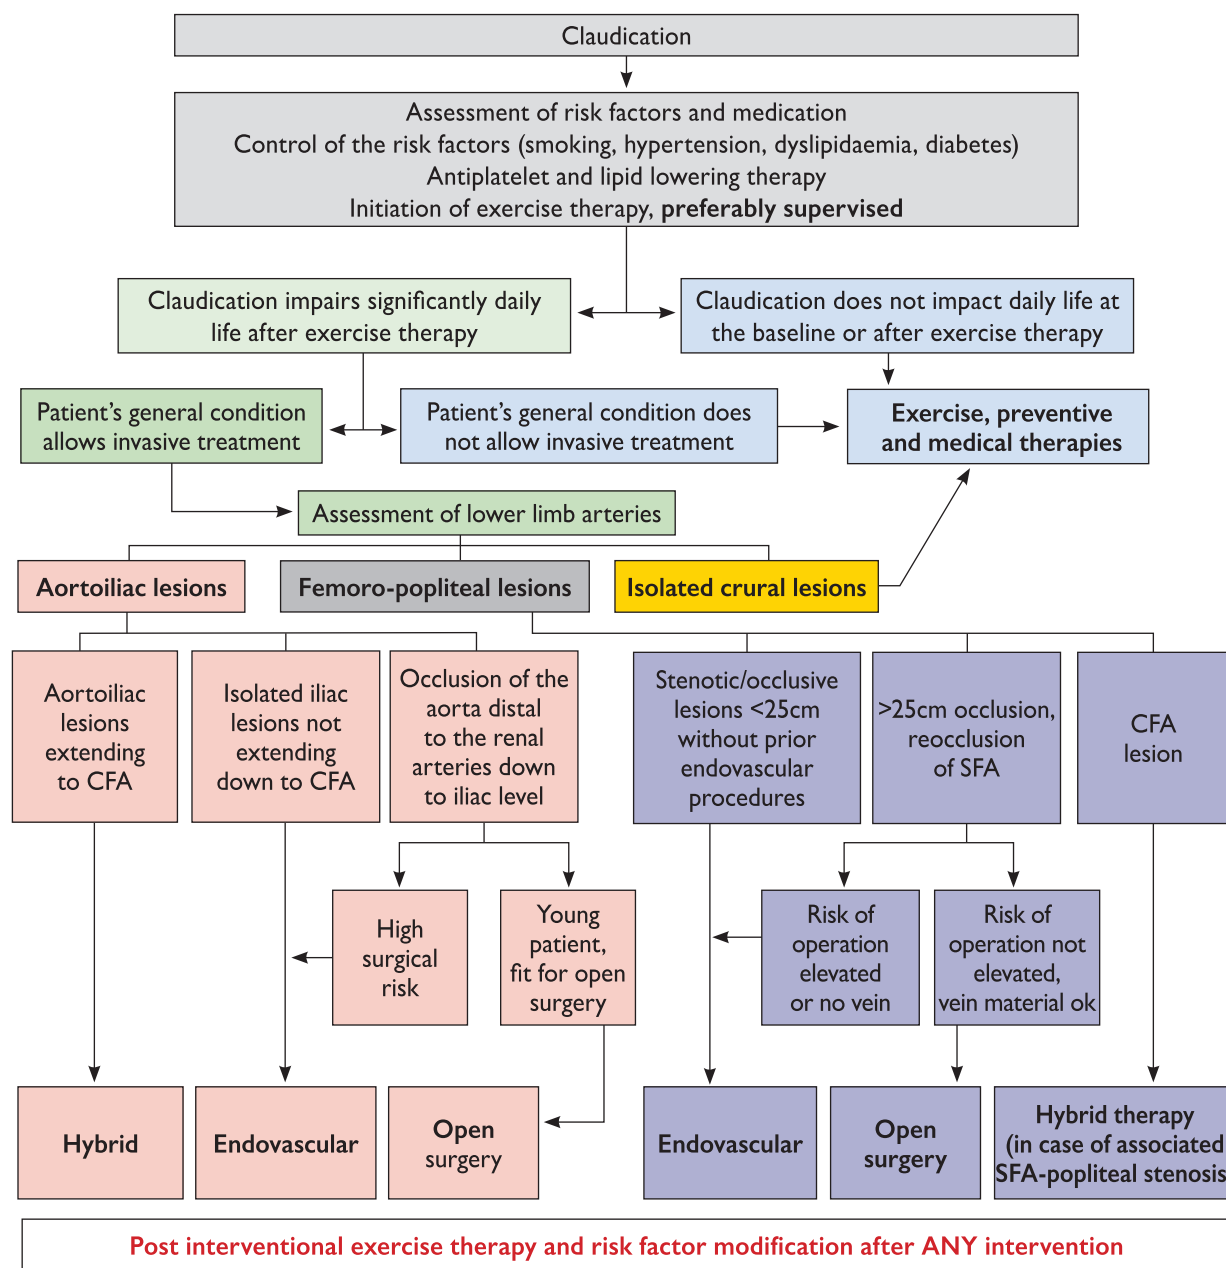 Claudication
Assessment of risk factors and medication
Control of the risk factors (smoking, hypertension, dyslipidaemia, diabetes)
Antiplatelet and lipid lowering therapy
Initiation of exercise therapy, preferably supervised
Claudication impairs significantly daily
life after exercise therapy
Claudication does not impact daily life at
the baseline or after exercise therapy
Patient’s general condition
allows invasive treatment
Patient’s general condition does
not allow invasive treatment
Exercise, preventive
and medical therapies
Assessment of lower limb arteries
Aortoiliac lesions
Femoro-popliteal lesions
Isolated crural lesions
Aortoiliac
lesions
extending
to CFA
Isolated iliac
lesions not
extending
down to CFA
Occlusion of the
aorta distal
to the renal
arteries down
to iliac level
Stenotic/occlusive
lesions <25cm
without prior
endovascular
procedures
>25cm occlusion,
reocclusion
of SFA
CFA
lesion
High
surgical
risk
Young
patient,
fit for open
surgery
Risk of
operation
elevated
or no vein
Risk of
operation not
elevated,
vein material ok
Hybrid
Endovascular
Open
surgery
Endovascular
Open
surgery
Hybrid therapy
(in case of associated
SFA-popliteal stenosis
Post interventional exercise therapy and risk factor modification after ANY intervention